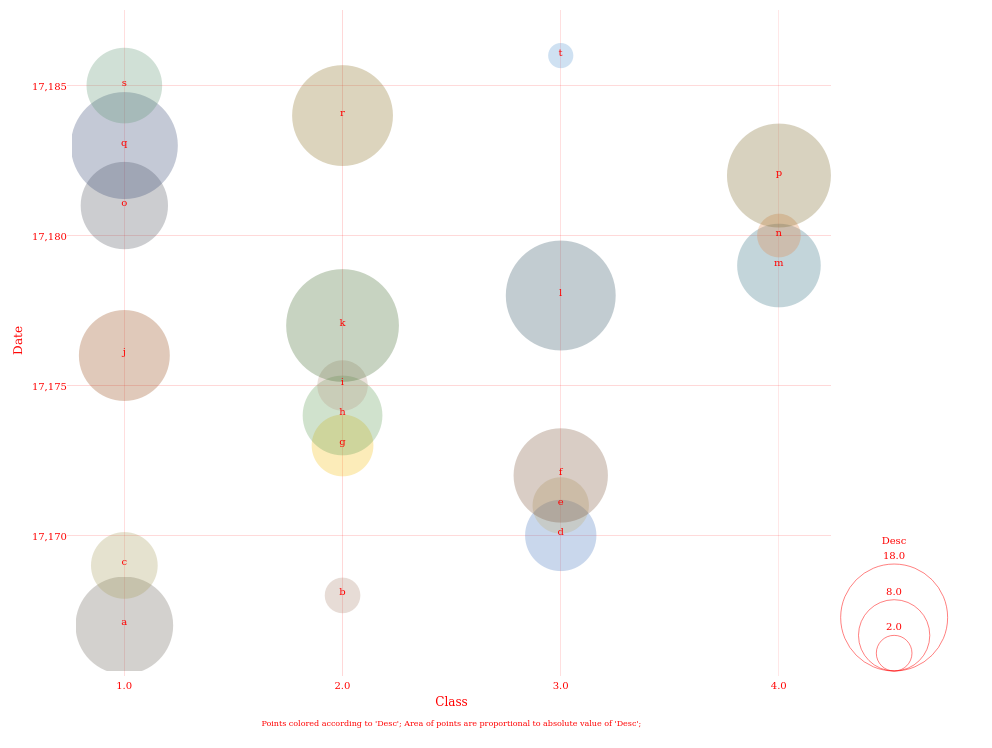 t
s
17,185
r
q
p
o
n
17,180
m
l
k
j
i
17,175
h
g
f
e
d
17,170
c
b
a
Date
Desc
18.0
8.0
2.0
1.0 2.0 3.0 4.0
Class
Points colored according to 'Desc'; Area of points are proportional to absolute value of 'Desc';